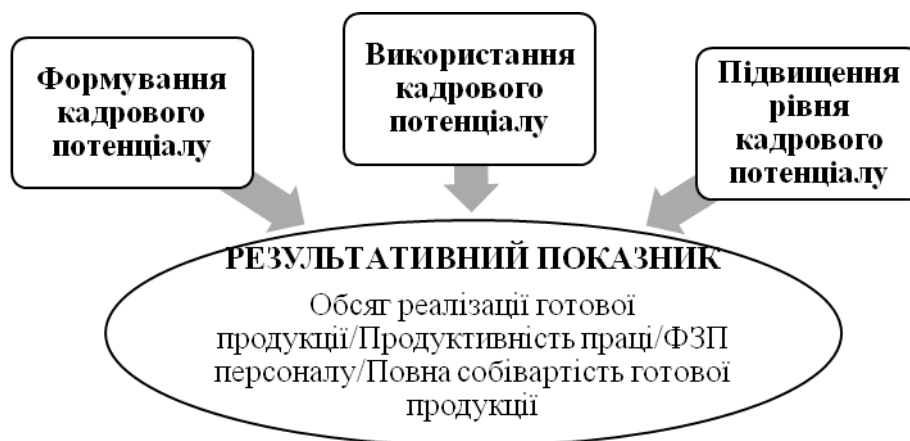 Формування
кадрового
потенціалу
Використання
кадрового
потенціалу
Підвищення
рівня
кадрового
потенціалу
РЕЗУЛЬТАТИВНИЙ ПОКАЗНИК
Обсяг реалізації готової
продукції/Продуктивність праці/ФЗП
персоналу/Повна собівартість готової
продукції